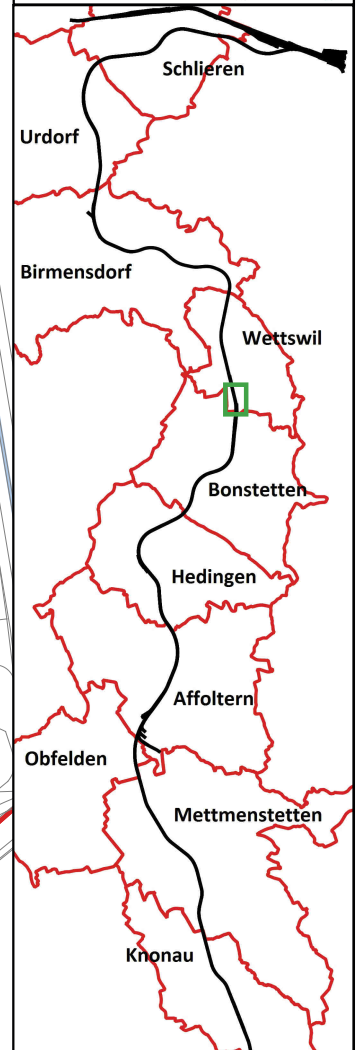 Schlieren
Urdorf
Birmensdorf
Wettswil
Bonstetten
Hedingen
Affoltern
Obfelden
Mettmenstetten
Knonau